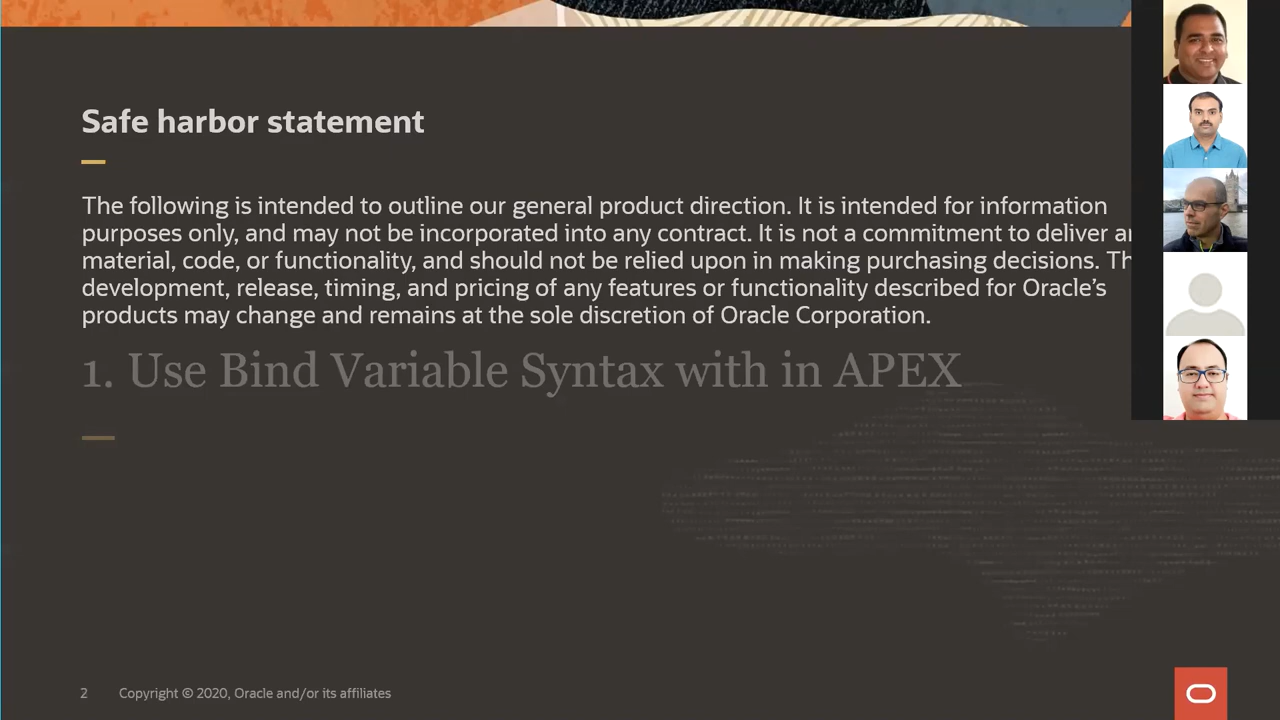 Safe harbor statement
The following is intended to outline our general product direction. It is intended for information
purposes only, and may not be incorporated into any contract. It is not a commitment to deliver
material, code, or functionality, and should not be relied upon in making purchasing decisions.
development, release, timing, and pricing of any features or functionality described for Oracle's
products may change and remains at the sole discretion of Oracle Corporation.
1. Use Bind Variable Syntax with in APEX
2 Copyright © 2020, Oracle and/or its affiliates